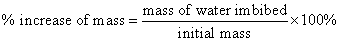 % increase of mass = mass of water imbibed / initial mass × 100%